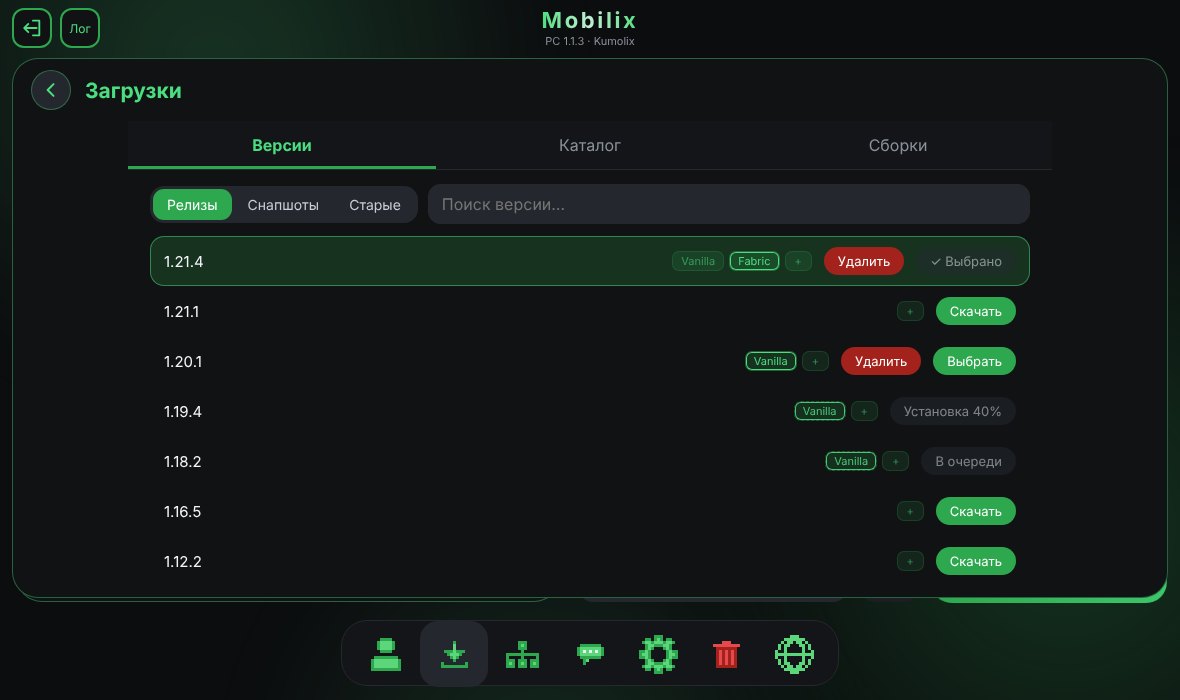 Лог
Mobilix
PC 1.1.3 · Kumolix
Загрузки
Версии Каталог Сборки
Релизы Снапшоты Старые Поиск версии...
1.21.4 Vanilla Fabric + Удалить ✓ Выбрано
1.21.1 + Скачать
1.20.1 Vanilla + Удалить Выбрать
1.19.4 Vanilla + Установка 40%
1.18.2 Vanilla + В очереди
1.16.5 + Скачать
1.12.2 + Скачать